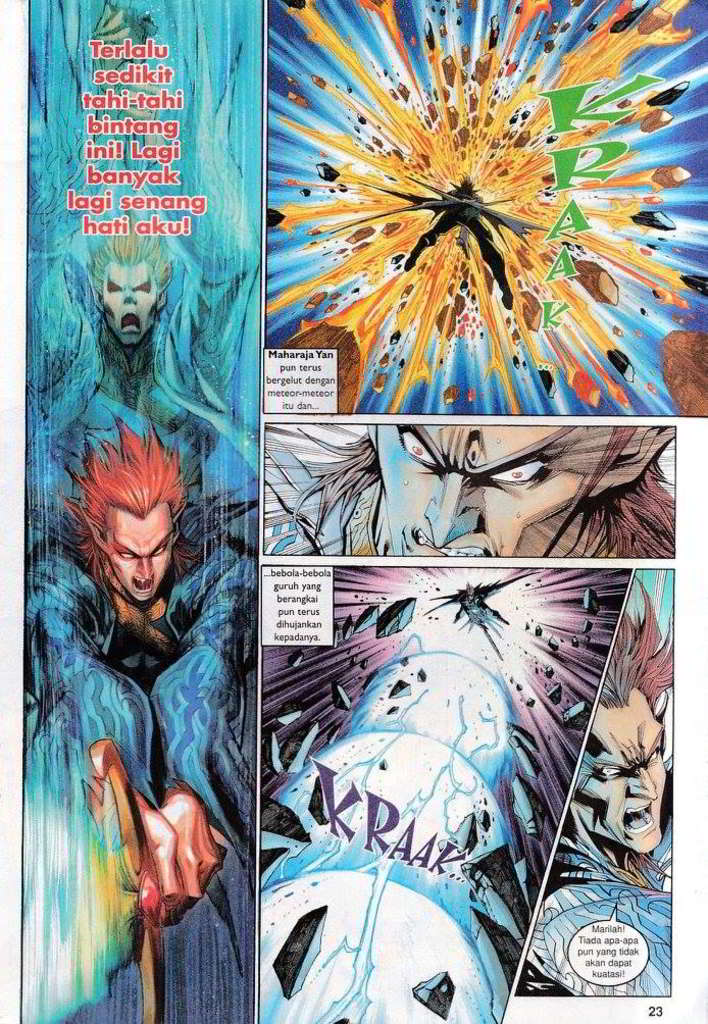 Terlalu
sedikit
tahi-tahi
bintang
ini! Lagi
banyak
lagi senang
hati aku!
KRAAK...
Maharaja Yan
pun terus
bergelut dengan
meteor-meteor
itu dan...
...bebola-bebola
guruh yang
berangkai
pun terus
dihujankan
kepadanya.
KRAAK...
Marilah!
Tiada apa-apa
pun yang tidak
akan dapat
kuatasi!
23